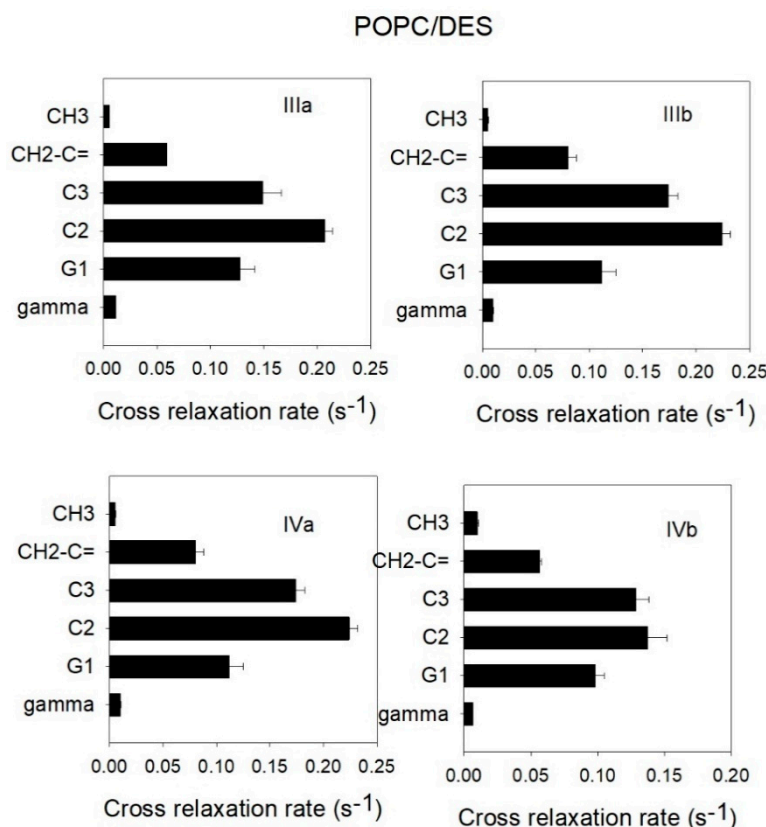 POPC/DES
IIIa
CH3
CH2-C=
C3
C2
G1
gamma
0.00 0.05 0.10 0.15 0.20 0.25
Cross relaxation rate (s-1)
IIIb
CH3
CH2-C=
C3
C2
G1
gamma
0.00 0.05 0.10 0.15 0.20 0.25
Cross relaxation rate (s-1)
IVa
CH3
CH2-C=
C3
C2
G1
gamma
0.00 0.05 0.10 0.15 0.20 0.25
Cross relaxation rate (s-1)
IVb
CH3
CH2-C=
C3
C2
G1
gamma
0.00 0.05 0.10 0.15 0.20
Cross relaxation rate (s-1)